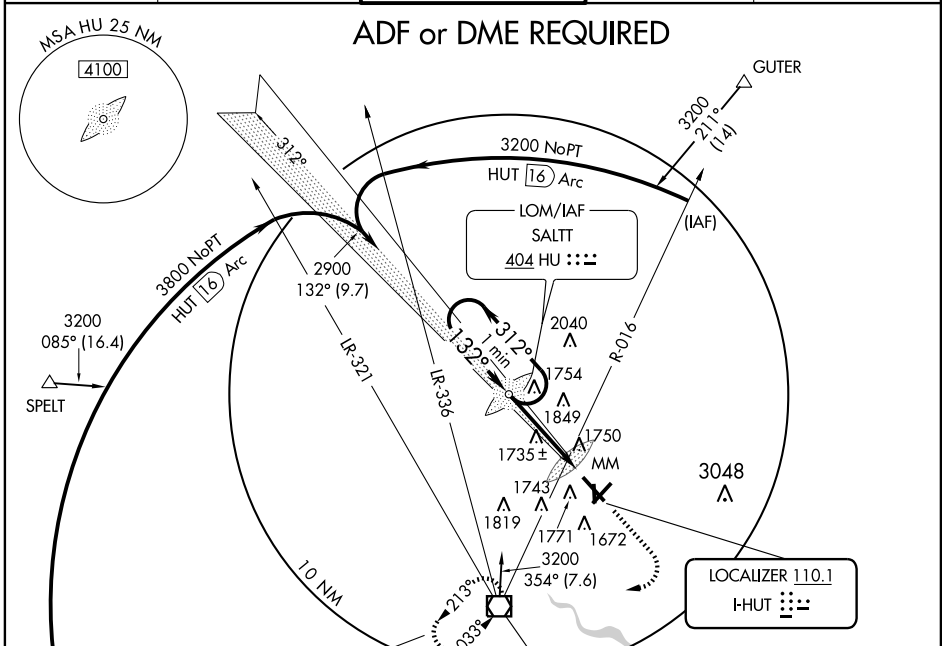 ADF or DME REQUIRED
MSA HU 25 NM
4100
GUTER
3200
211°
(14)
312°
3200 NoPT
HUT 16 Arc
(IAF)
LOM/IAF
SALTT
404 HU
3800 NoPT
HUT 16 Arc
2900
132° (9.7)
3200
085° (16.4)
SPELT
LR-321
LR-336
R-016
132°
312°
1 min
2040
1754
1849
1735±
1750
MM
3048
1743
1819
1771
1672
3200
354° (7.6)
10 NM
213°
033°
LOCALIZER 110.1
I-HUT